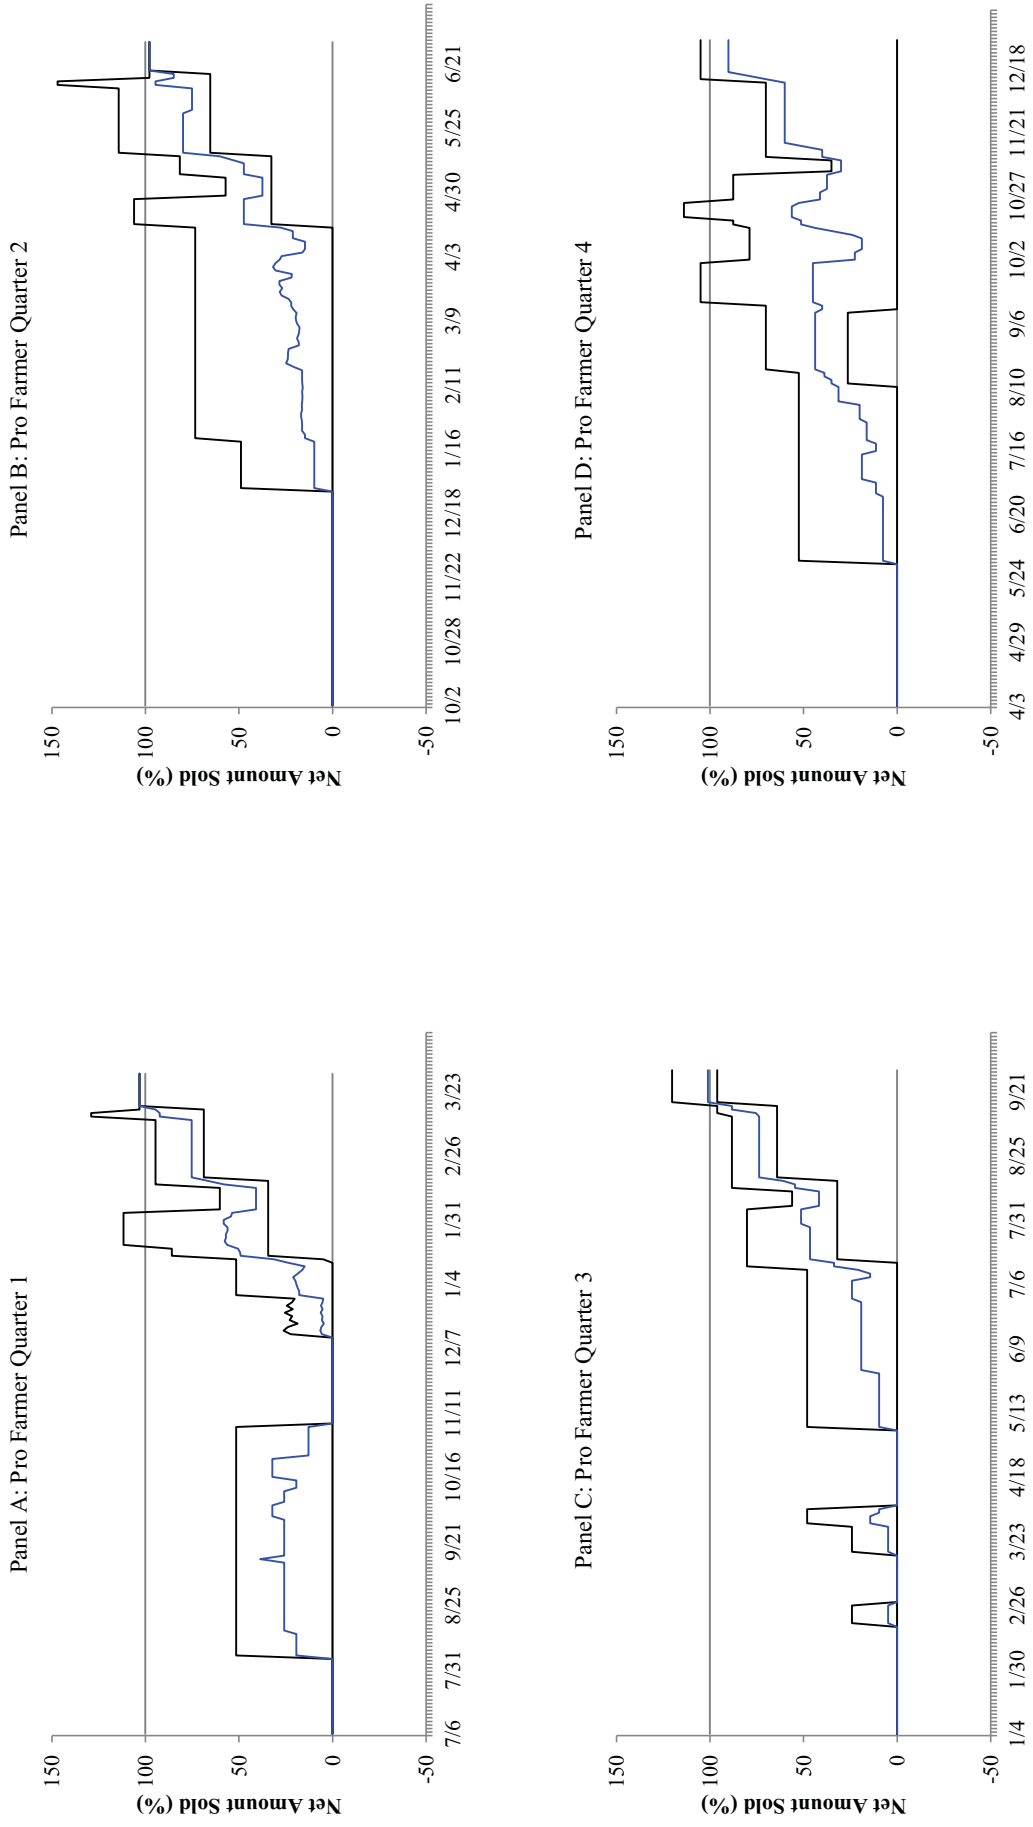 Panel A: Pro Farmer Quarter 1
150
100
50
0
-50
Net Amount Sold (%)
7/6 7/31 8/25 9/21 10/16 11/11 12/7 1/4 1/31 2/26 3/23
Panel B: Pro Farmer Quarter 2
150
100
50
0
-50
Net Amount Sold (%)
10/2 10/28 11/22 12/18 1/16 2/11 3/9 4/3 4/30 5/25 6/21
Panel C: Pro Farmer Quarter 3
150
100
50
0
-50
Net Amount Sold (%)
1/4 1/30 2/26 3/23 4/18 5/13 6/9 7/6 7/31 8/25 9/21
Panel D: Pro Farmer Quarter 4
150
100
50
0
-50
Net Amount Sold (%)
4/3 4/29 5/24 6/20 7/16 8/10 9/6 10/2 10/27 11/21 12/18